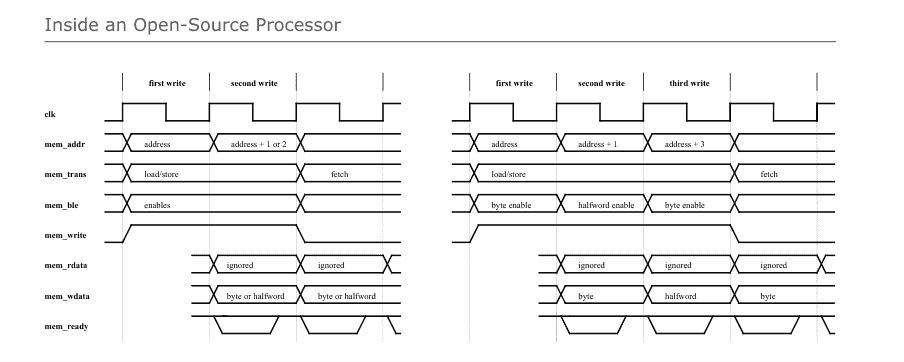 Inside an Open-Source Processor
first write second write first write second write third write
clk
mem_addr address address + 1 or 2 address address + 1 address + 3
mem_trans load/store fetch load/store fetch
mem_ble enables byte enable halfword enable byte enable
mem_write
mem_rdata ignored ignored ignored ignored ignored
mem_wdata byte or halfword byte or halfword byte halfword byte
mem_ready